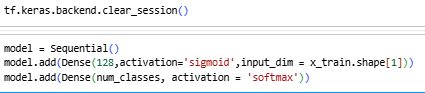 tf.keras.backend.clear_session()
model = Sequential()
model.add(Dense(128,activation='sigmoid',input_dim = x_train.shape[1]))
model.add(Dense(num_classes, activation = 'softmax'))